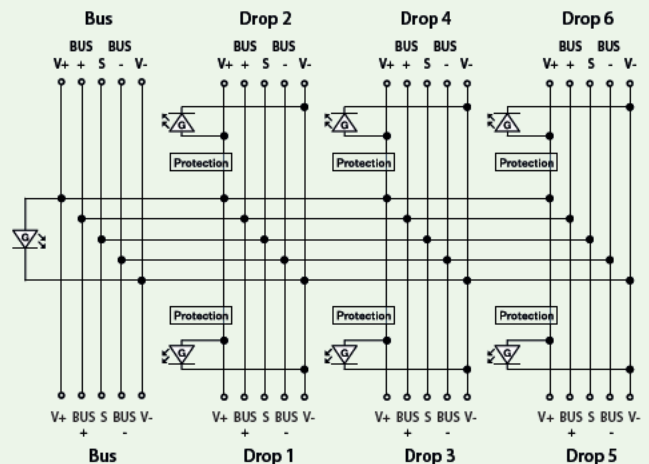 Bus Drop 2 Drop 4 Drop 6
BUS BUS BUS BUS BUS BUS BUS BUS
V+ + S - V- V+ + S - V- V+ + S - V- V+ + S - V-
G G G
Protection Protection Protection
G
Protection Protection Protection
G G G
V+ BUS S BUS V- V+ BUS S BUS V- V+ BUS S BUS V- V+ BUS S BUS V-
+ - + - + - + -
Bus Drop 1 Drop 3 Drop 5